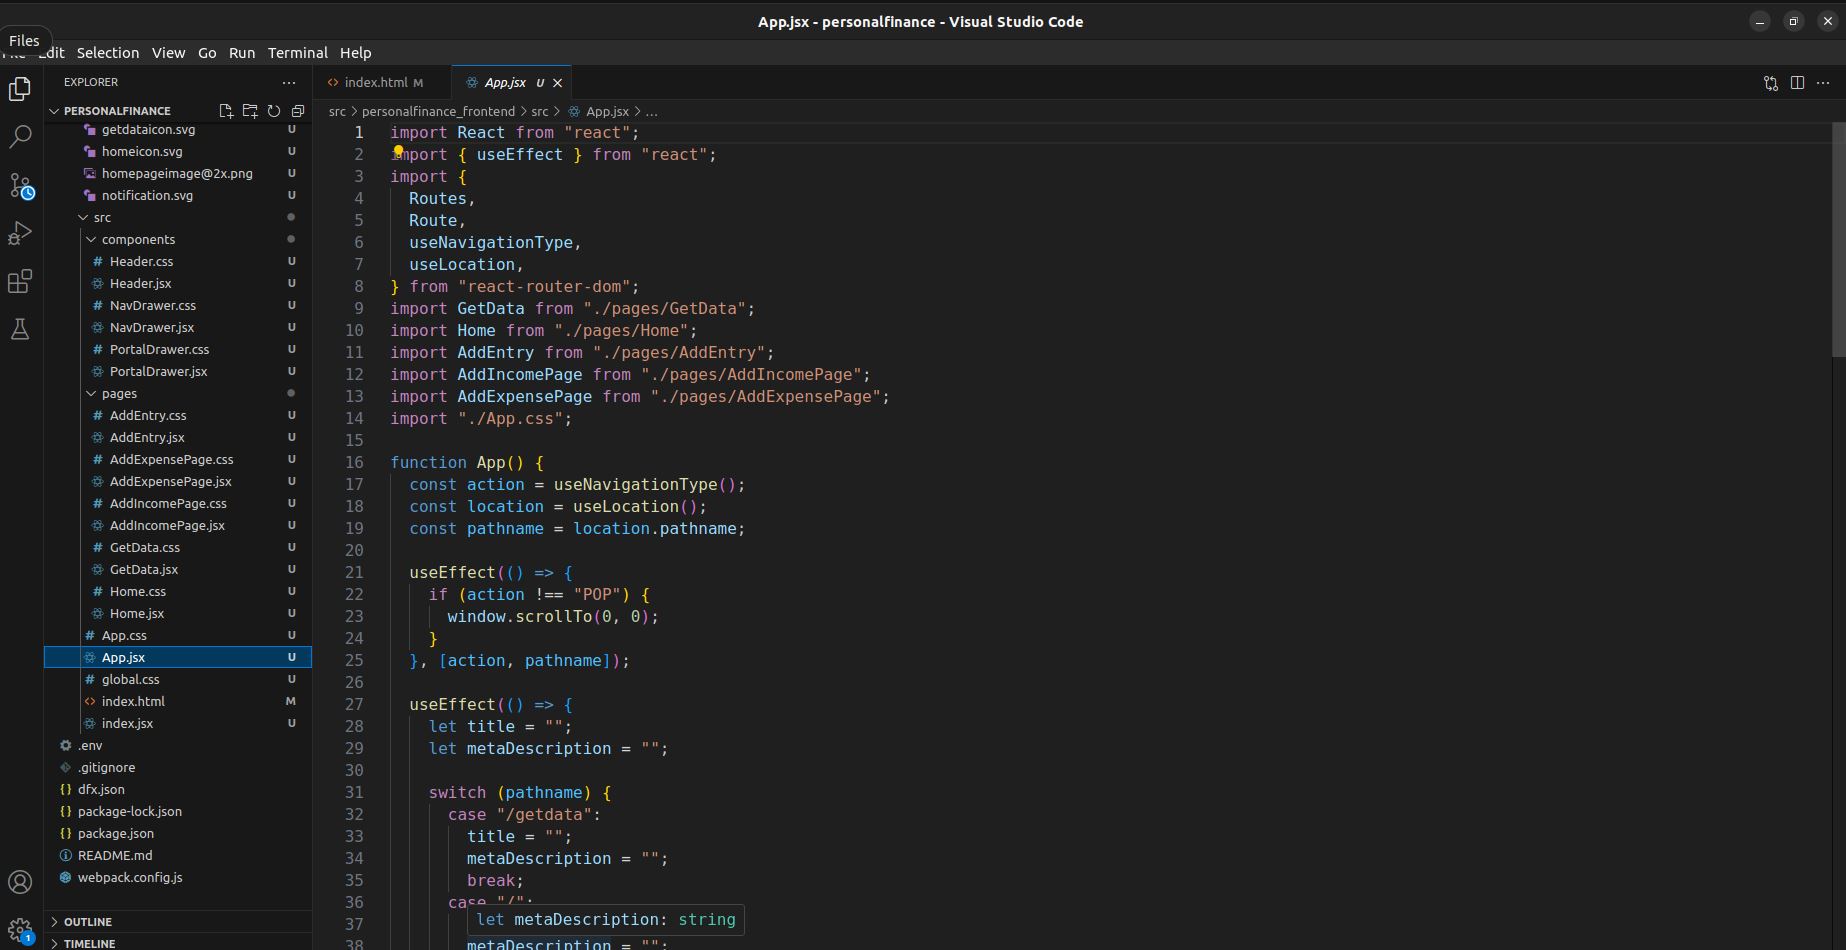 App.jsx - personalfinance - Visual Studio Code
Files
Edit Selection View Go Run Terminal Help
EXPLORER
index.html M
App.jsx U
PERSONALFINANCE
src > personalfinance_frontend > src > App.jsx > ...
getdataicon.svg U
homeicon.svg U
homepageimage@2x.png U
notification.svg U
src
components
# Header.css U
Header.jsx U
# NavDrawer.css U
NavDrawer.jsx U
# PortalDrawer.css U
PortalDrawer.jsx U
pages
# AddEntry.css U
AddEntry.jsx U
# AddExpensePage.css U
AddExpensePage.jsx U
# AddIncomePage.css U
AddIncomePage.jsx U
# GetData.css U
GetData.jsx U
# Home.css U
Home.jsx U
# App.css U
App.jsx U
# global.css U
index.html M
index.jsx U
.env
.gitignore
{} dfx.json
{} package-lock.json
{} package.json
README.md
webpack.config.js
OUTLINE
TIMELINE
1
1 import React from "react";
2 import { useEffect } from "react";
3 import {
4 Routes,
5 Route,
6 useNavigationType,
7 useLocation,
8 } from "react-router-dom";
9 import GetData from "./pages/GetData";
10 import Home from "./pages/Home";
11 import AddEntry from "./pages/AddEntry";
12 import AddIncomePage from "./pages/AddIncomePage";
13 import AddExpensePage from "./pages/AddExpensePage";
14 import "./App.css";
15
16 function App() {
17 const action = useNavigationType();
18 const location = useLocation();
19 const pathname = location.pathname;
20
21 useEffect(() => {
22 if (action !== "POP") {
23 window.scrollTo(0, 0);
24 }
25 }, [action, pathname]);
26
27 useEffect(() => {
28 let title = "";
29 let metaDescription = "";
30
31 switch (pathname) {
32 case "/getdata":
33 title = "";
34 metaDescription = "";
35 break;
36 case "/":
37 let metaDescription: string
38 metaDescription = "";